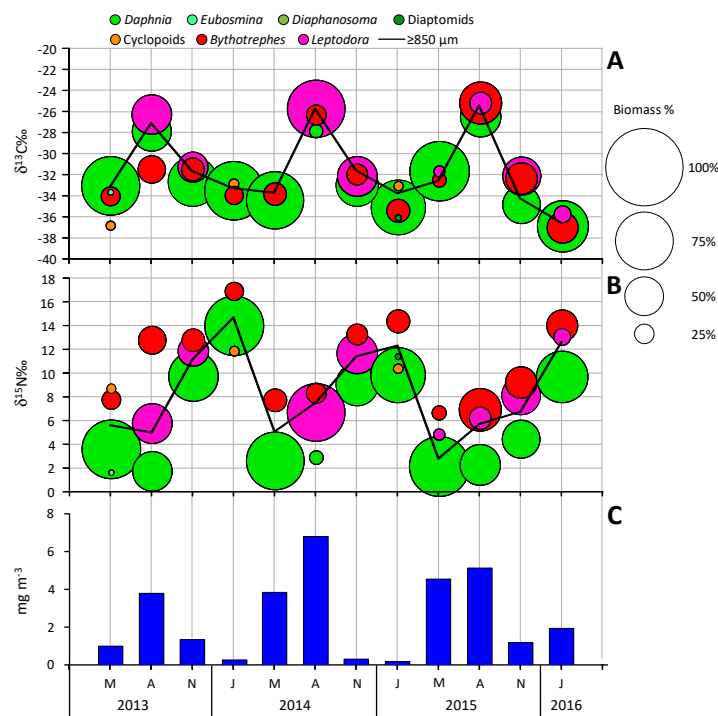 Daphnia Eubosmina Diaphanosoma Diaptomids
Cyclopoids Bythotrephes Leptodora ≥850 µm
A
δ13C‰
-20
-22
-24
-26
-28
-30
-32
-34
-36
-38
-40
Biomass %
100%
75%
50%
25%
B
δ15N‰
18
16
14
12
10
8
6
4
2
0
C
mg m-3
8
6
4
2
0
M A N J M A N J M A N J
2013 2014 2015 2016